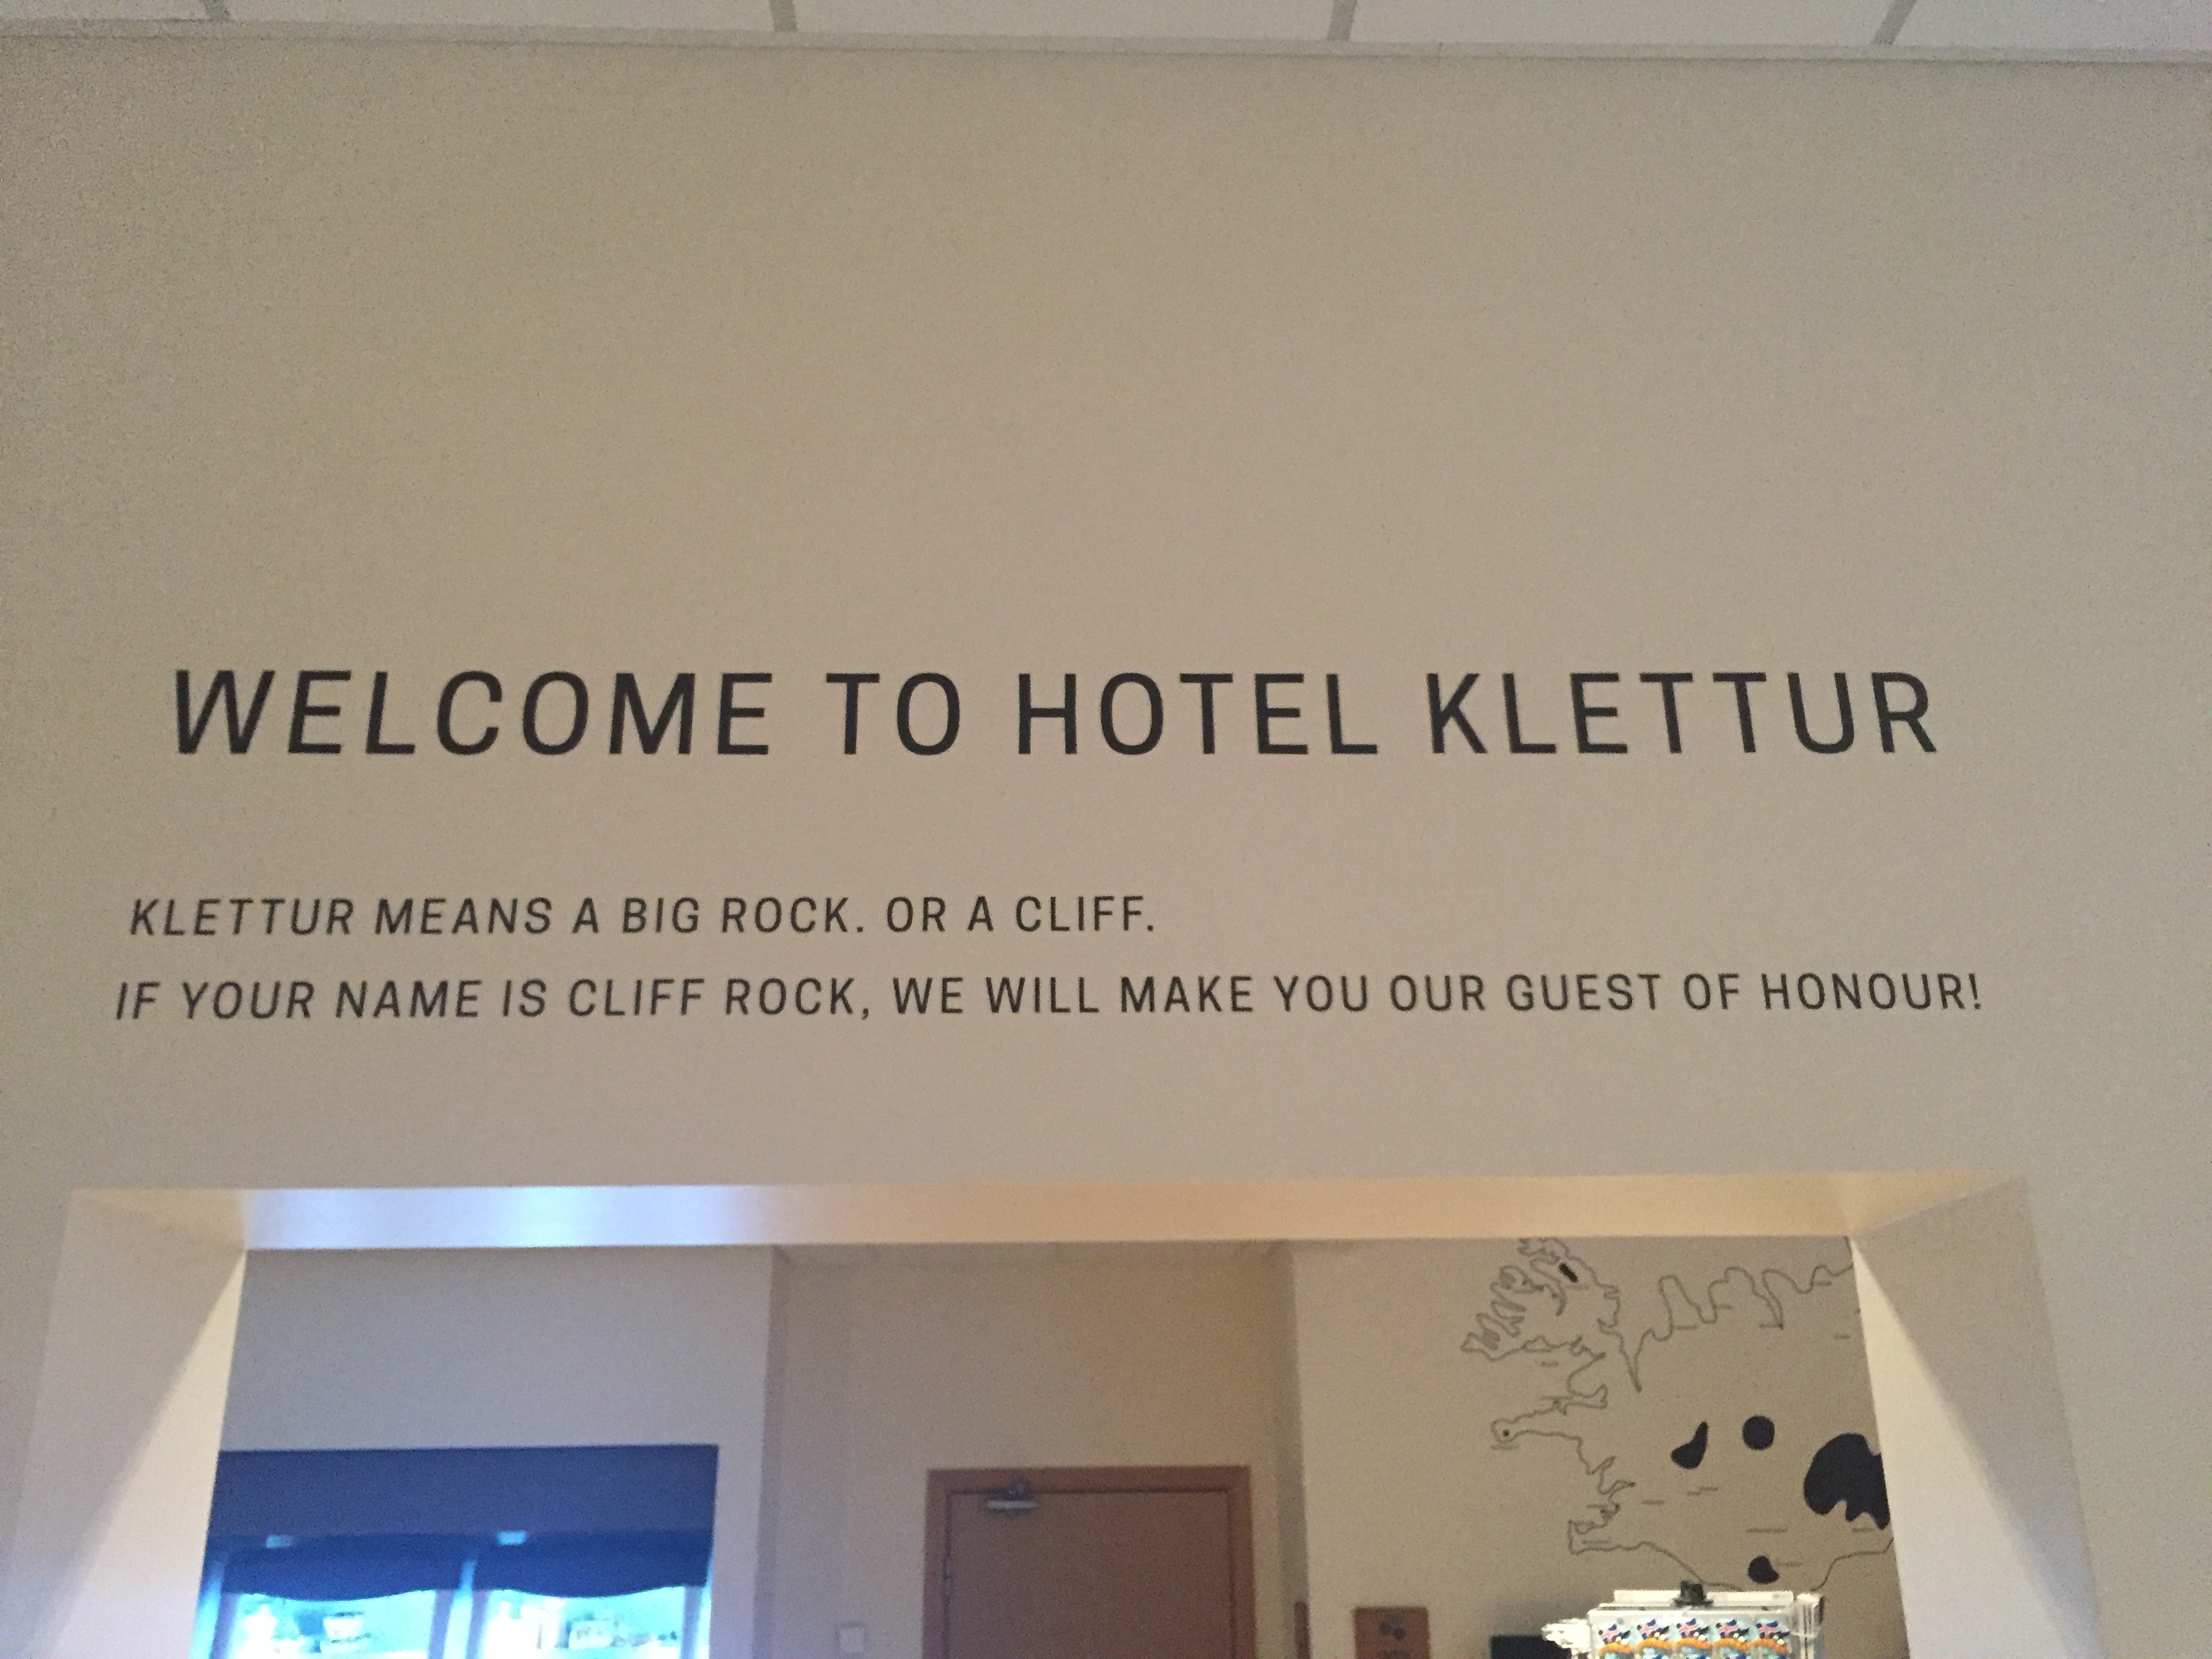 WELCOME TO HOTEL KLETTUR
KLETTUR MEANS A BIG ROCK. OR A CLIFF.
IF YOUR NAME IS CLIFF ROCK, WE WILL MAKE YOU OUR GUEST OF HONOUR!